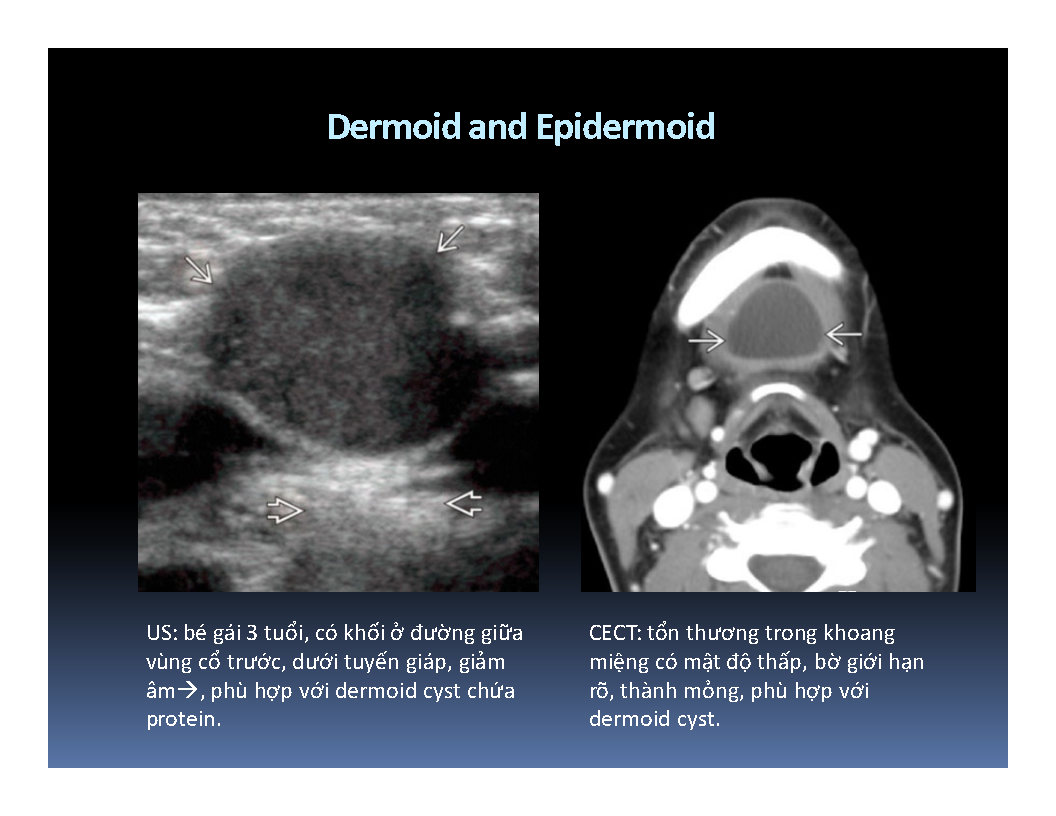 Dermoid and Epidermoid
US: bé gái 3 tuổi, có khối ở đường giữa
vùng cổ trước, dưới tuyến giáp, giảm
âm→, phù hợp với dermoid cyst chứa
protein.
CECT: tổn thương trong khoang
miệng có mật độ thấp, bờ giới hạn
rõ, thành mỏng, phù hợp với
dermoid cyst.